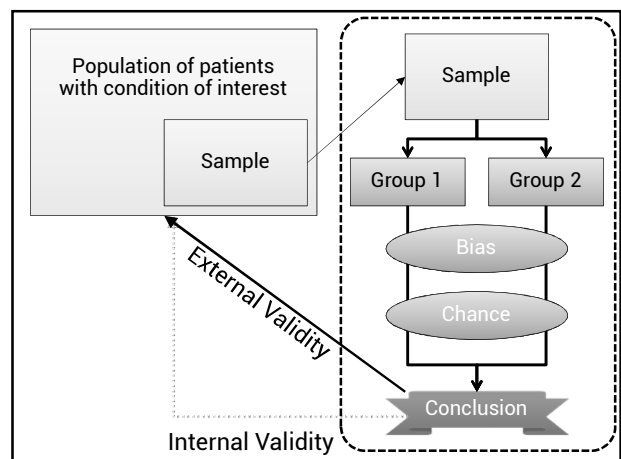 Population of patients
with condition of interest
Sample
Sample
Group 1
Group 2
Bias
Chance
External Validity
Conclusion
Internal Validity